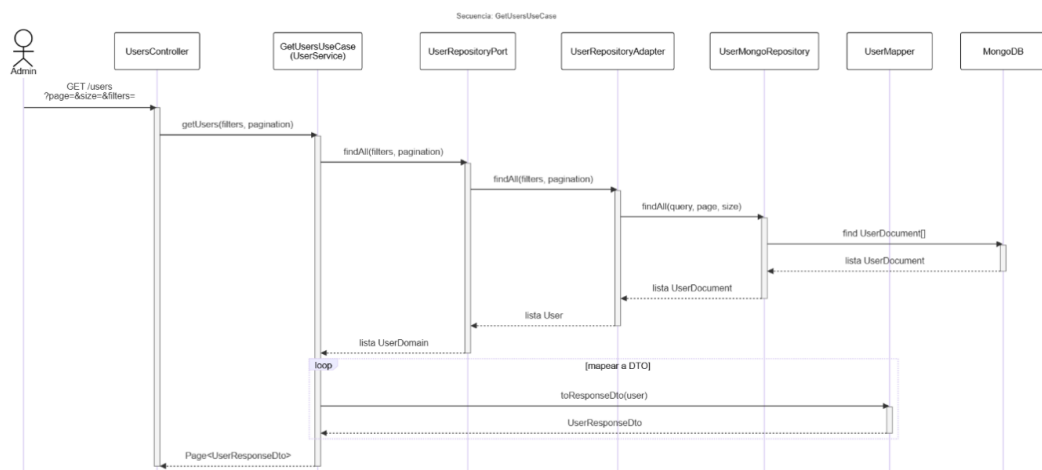 Secuencia: GetUsersUseCase
Admin
UsersController
GetUsersUseCase
(UserService)
UserRepositoryPort
UserRepositoryAdapter
UserMongoRepository
UserMapper
MongoDB
GET /users
?page=&size=&filters=
getUsers(filters, pagination)
findAll(filters, pagination)
findAll(filters, pagination)
findAll(query, page, size)
find UserDocument[]
lista UserDocument
lista UserDocument
lista User
lista UserDomain
loop
[mapear a DTO]
toResponseDto(user)
UserResponseDto
Page<UserResponseDto>